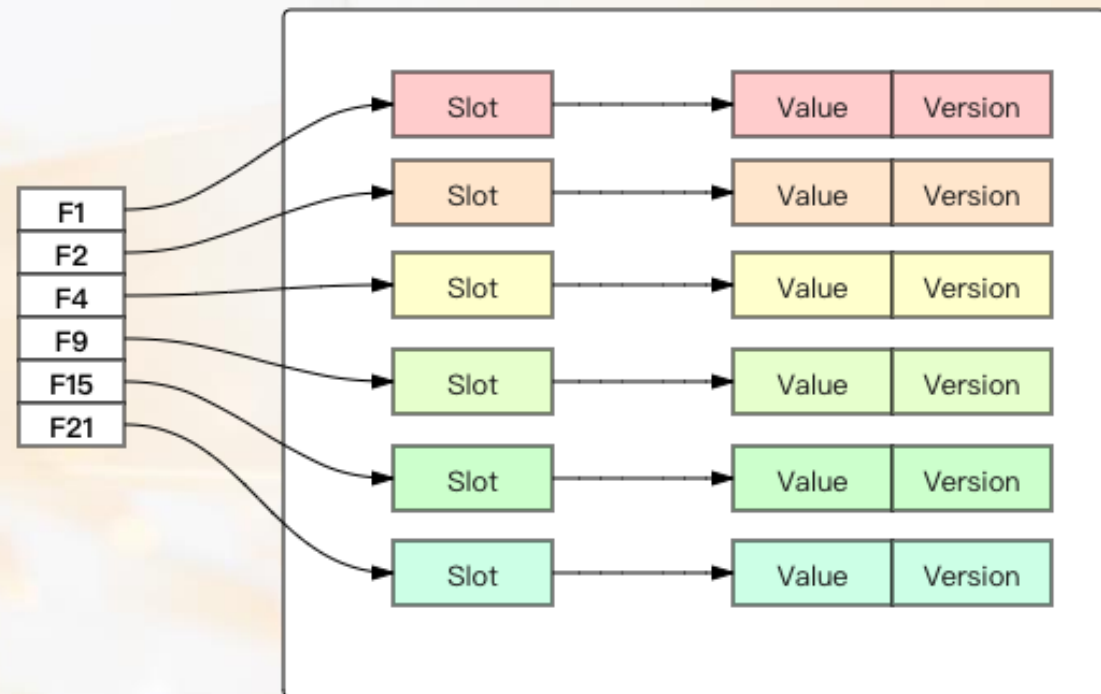 Slot Value Version
Slot Value Version
F1
F2
F4
Slot Value Version
F9
F15
Slot Value Version
F21
Slot Value Version
Slot Value Version